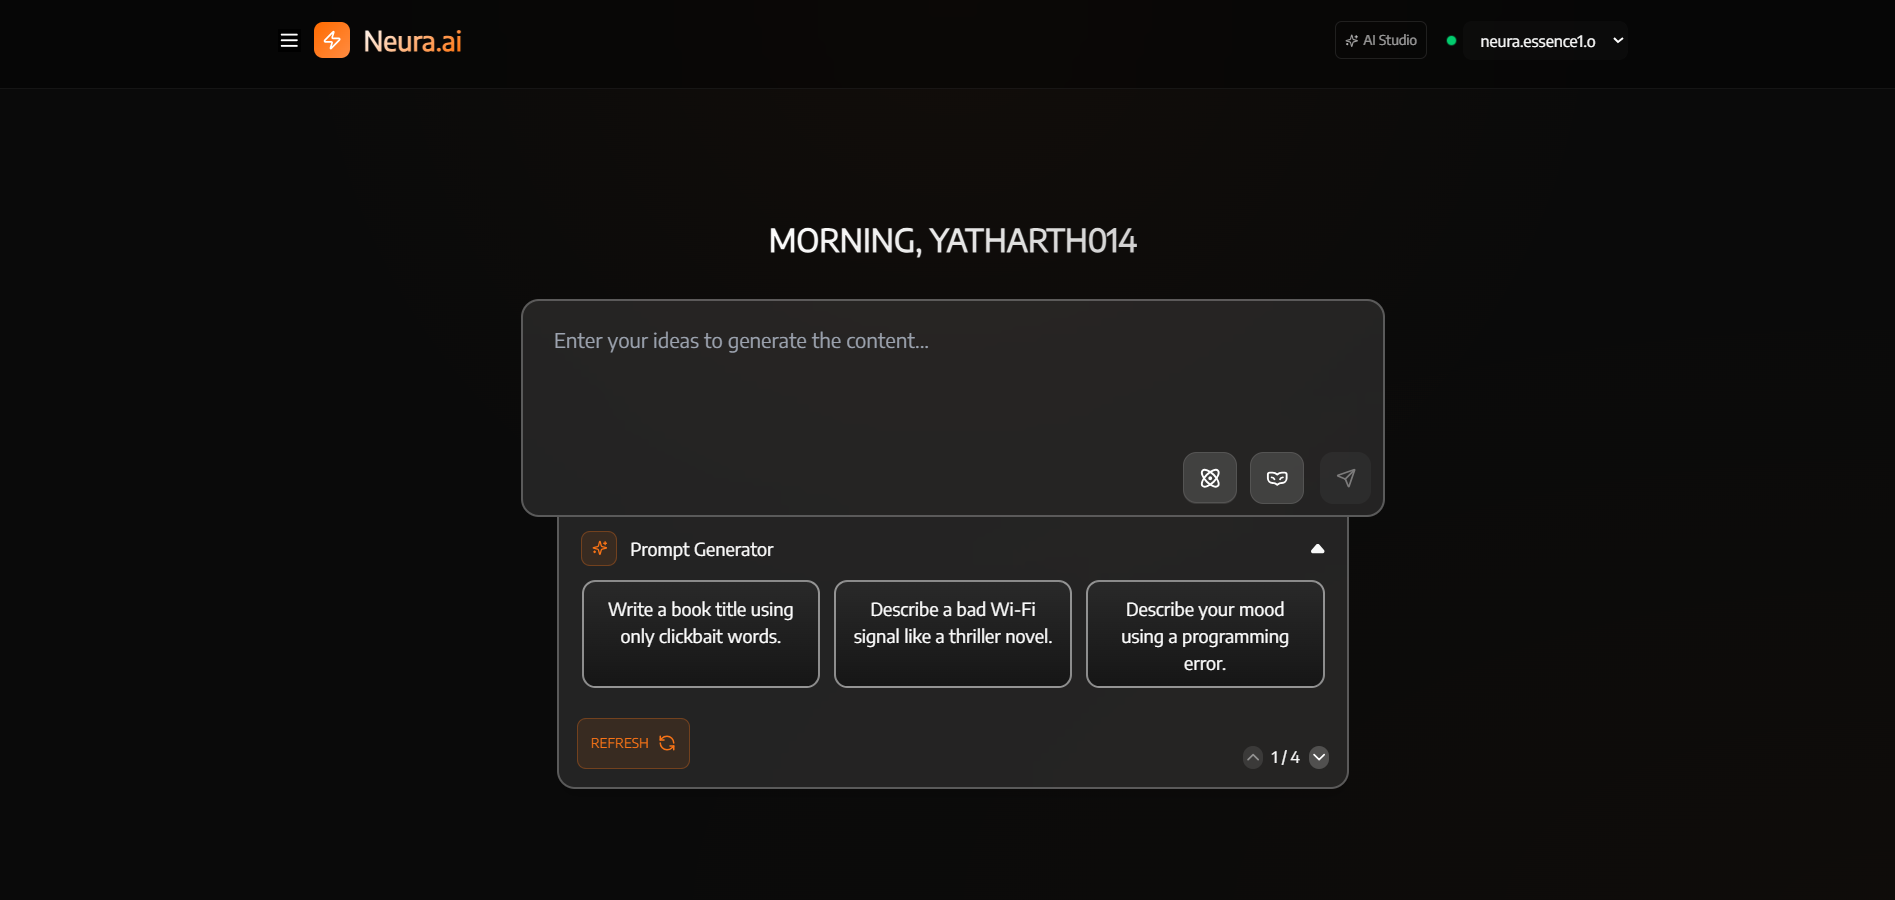 Neura.ai
AI Studio
neura.essence1.o
MORNING, YATHARTH014
Enter your ideas to generate the content...
Prompt Generator
Write a book title using
only clickbait words.
Describe a bad Wi-Fi
signal like a thriller novel.
Describe your mood
using a programming
error.
REFRESH
1 / 4